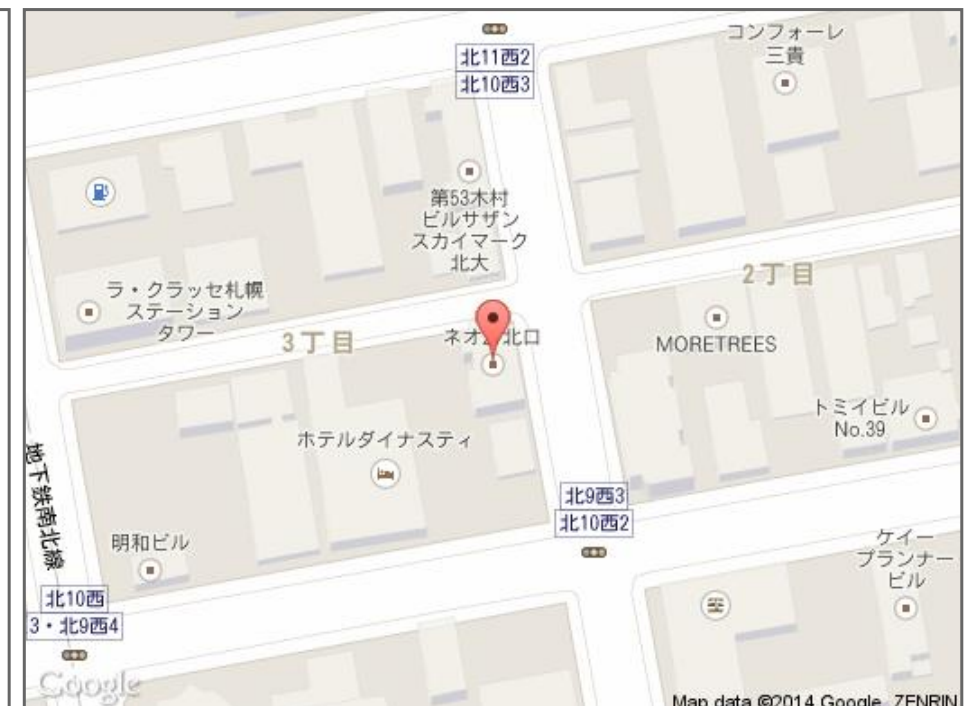 コンフォーレ
三貴
北11西2
北10西3
第53木村
ビルサザン
スカイマーク
北大
2丁目
ラ・クラッセ札幌
ステーション
タワー
3丁目
北口
MORETREES
トミイビル
No.39
ホテルダイナスティ
地下鉄南北線
北9西3
北10西2
明和ビル
ケイー
プランナー
ビル
北10西
3・北9西4
Google
Map data ©2014 Google, ZENRIN